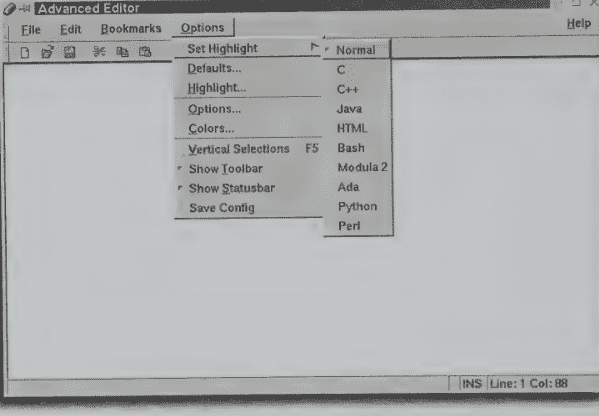 Advanced Editor
File Edit Bookmarks Options Help
Set Highlight
Defaults...
Highlight...
Options...
Colors...
Vertical Selections F5
Show Toolbar
Show Statusbar
Save Config
Normal
C
C++
Java
HTML
Bash
Modula 2
Ada
Python
Perl
INS Line: 1 Col: 88